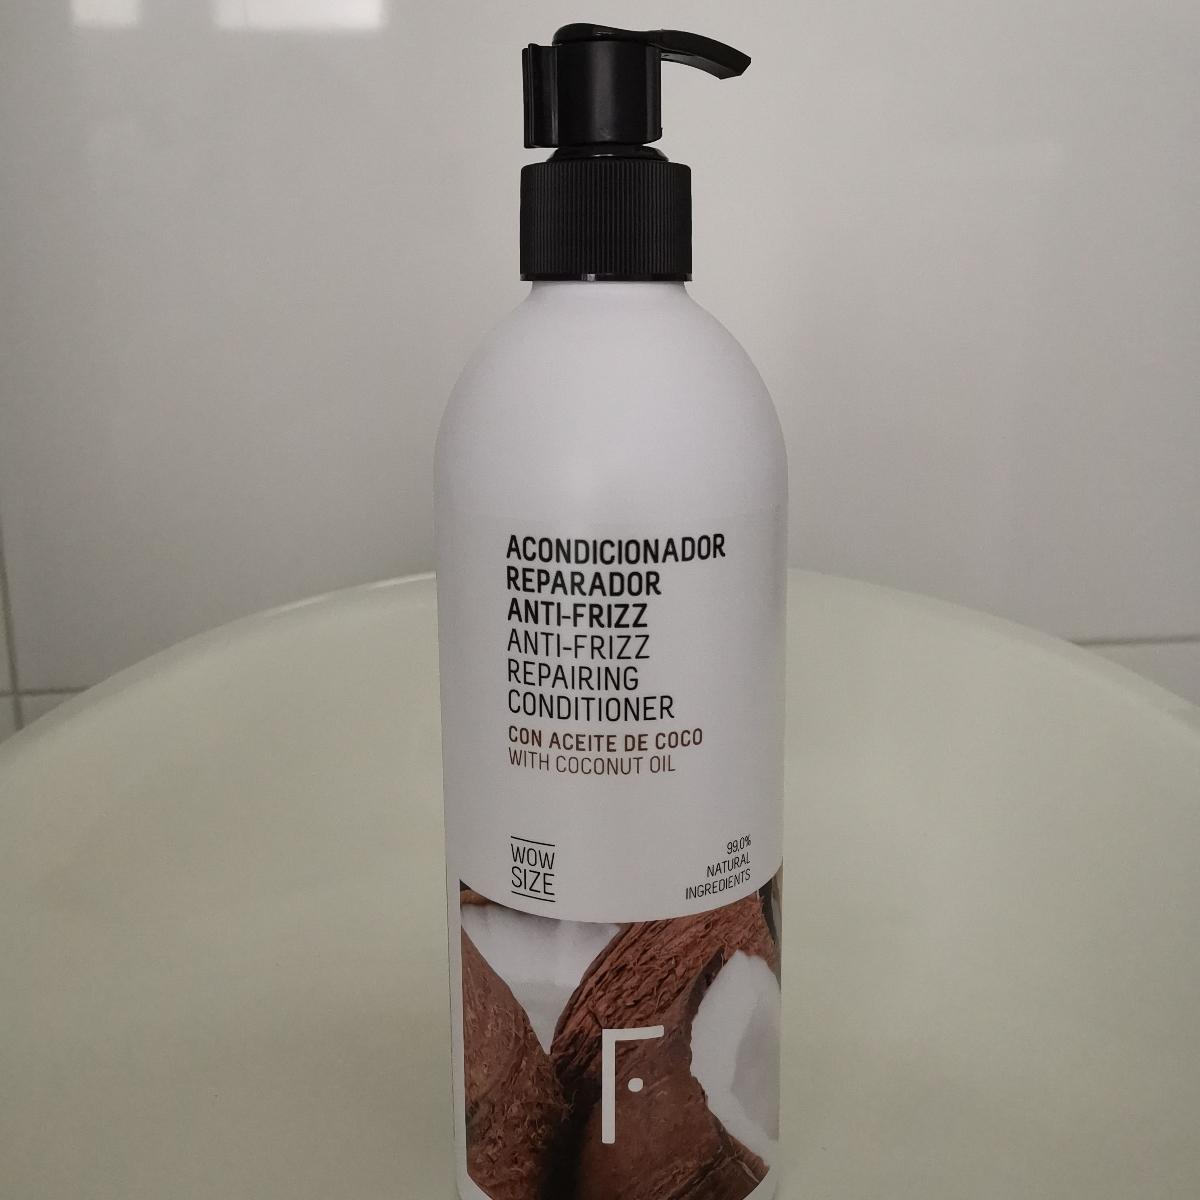 ACONDICIONADOR
REPARADOR
ANTI-FRIZZ
ANTI-FRIZZ
REPAIRING
CONDITIONER
CON ACEITE DE COCO
WITH COCONUT OIL
WOW
SIZE
99,0%
NATURAL
INGREDIENTS
F